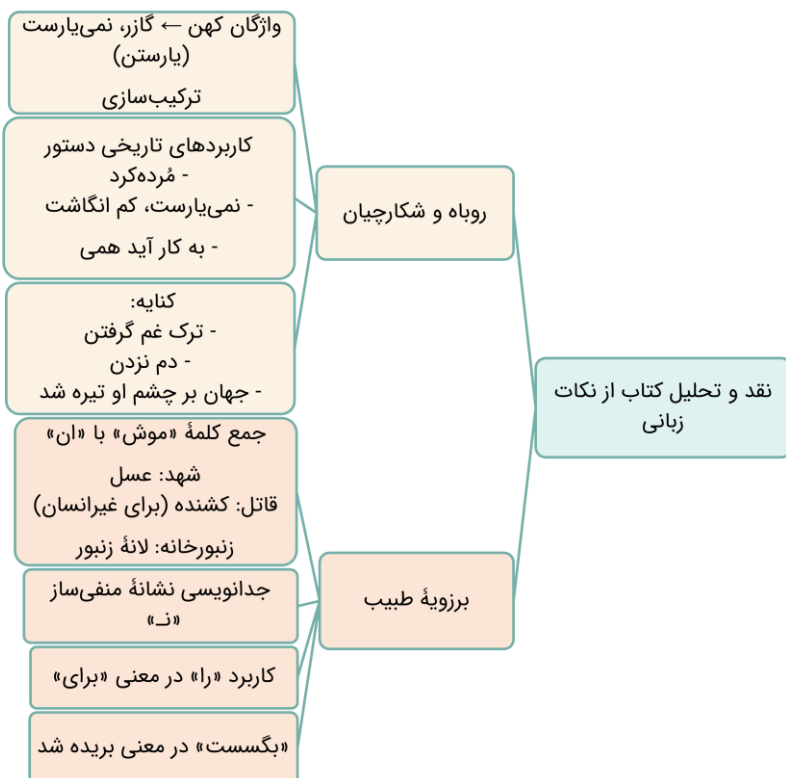 نقد و تحلیل کتاب از نکات
زبانی
روباه و شکارچیان
واژگان کهن ← گازر، نمی‌یارست
(یارستن)
ترکیب‌سازی
کاربردهای تاریخی دستور
- مُرده‌کرد
- نمی‌یارست، کم انگاشت
- به کار آید همی
کنایه:
- ترک غم گرفتن
- دم نزدن
- جهان بر چشم او تیره شد
برزویهٔ طبیب
جمع کلمهٔ «موش» با «ان»
شهد: عسل
قاتل: کشنده (برای غیرانسان)
زنبورخانه: لانهٔ زنبور
جدانویسی نشانهٔ منفی‌ساز
«نـ»
کاربرد «را» در معنی «برای»
«بگسست» در معنی بریده شد